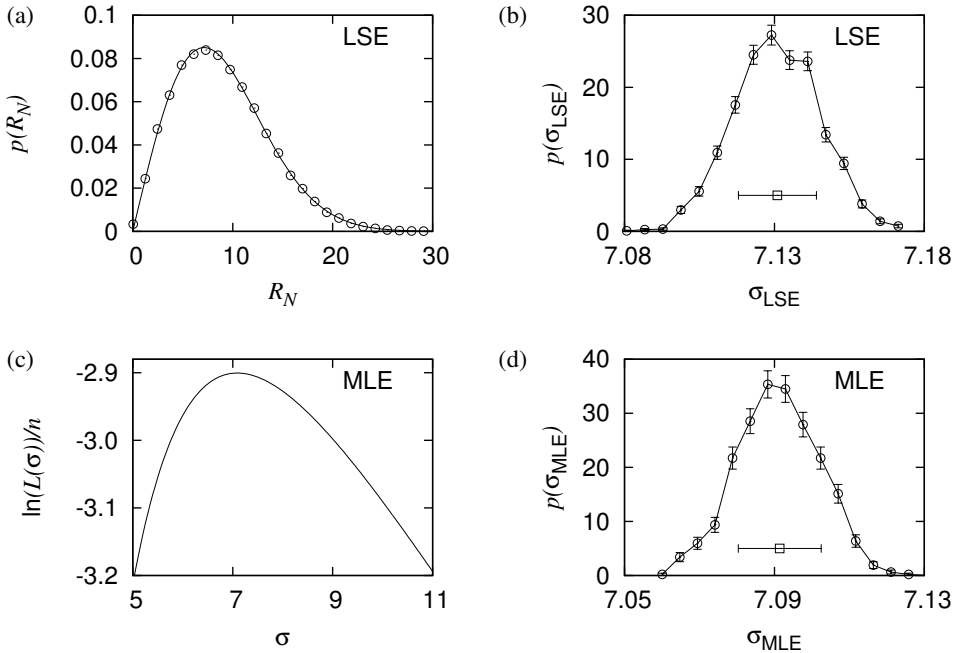 (a)
LSE
0.1
0.08
0.06
0.04
0.02
0
p(R_N)
0
10
20
30
R_N
(b)
LSE
30
20
10
0
p(σ_LSE)
7.08
7.13
7.18
σ_LSE
(c)
MLE
-2.9
-3.0
-3.1
-3.2
ln(L(σ))/n
5
7
9
11
σ
(d)
MLE
40
30
20
10
0
p(σ_MLE)
7.05
7.09
7.13
σ_MLE